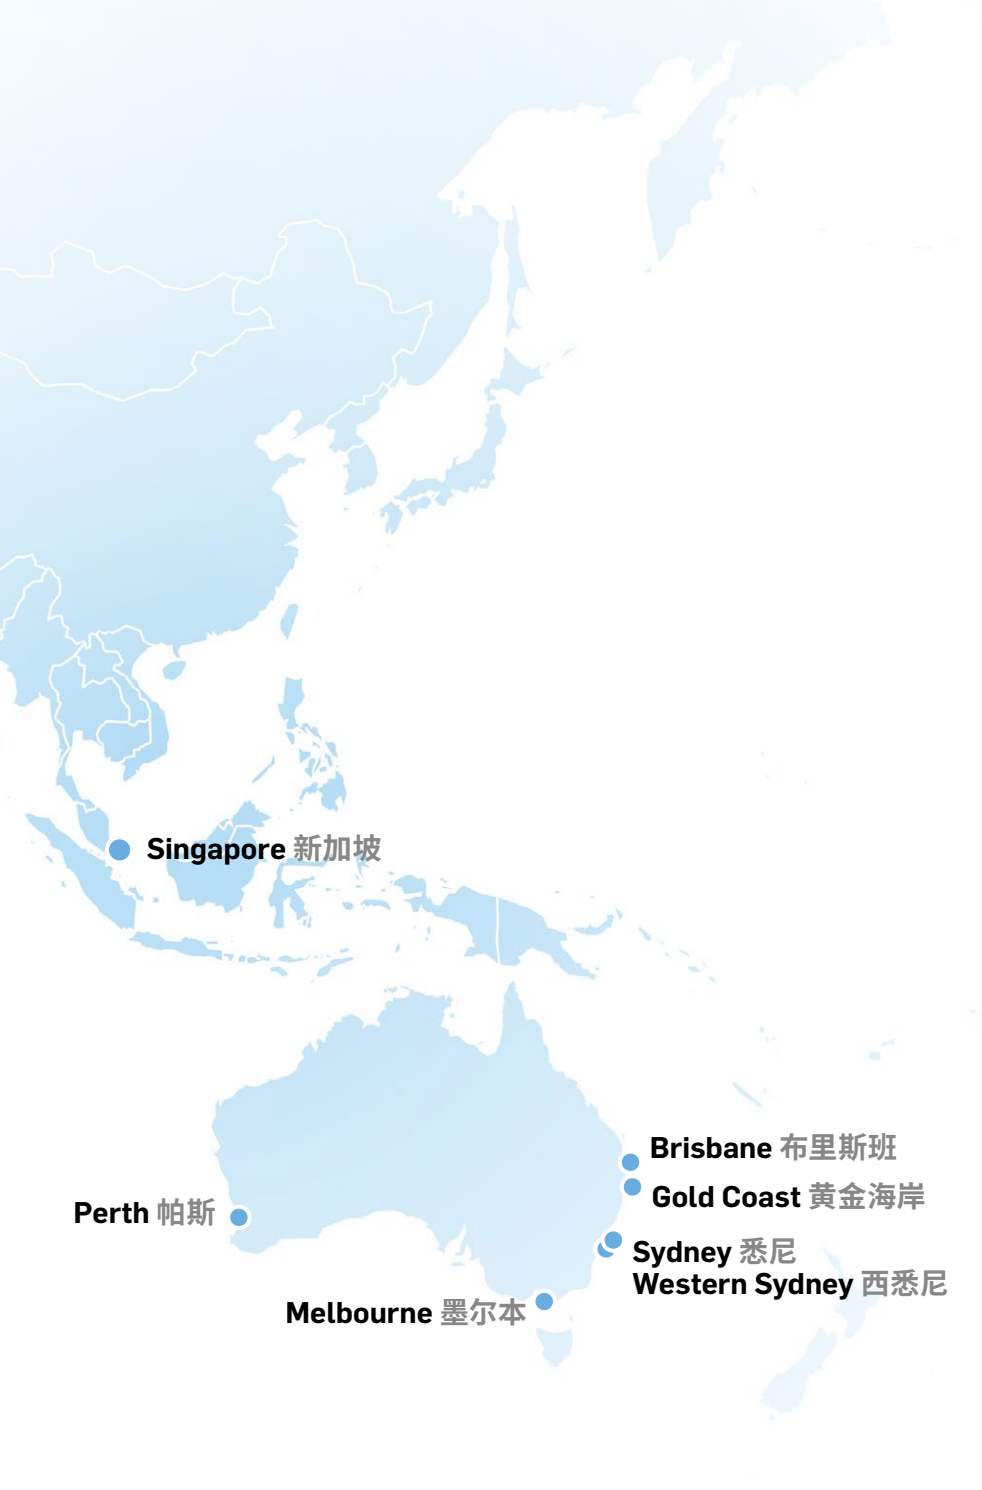 Singapore 新加坡
Brisbane 布里斯班
Gold Coast 黄金海岸
Perth 帕斯
Sydney 悉尼
Western Sydney 西悉尼
Melbourne 墨尔本